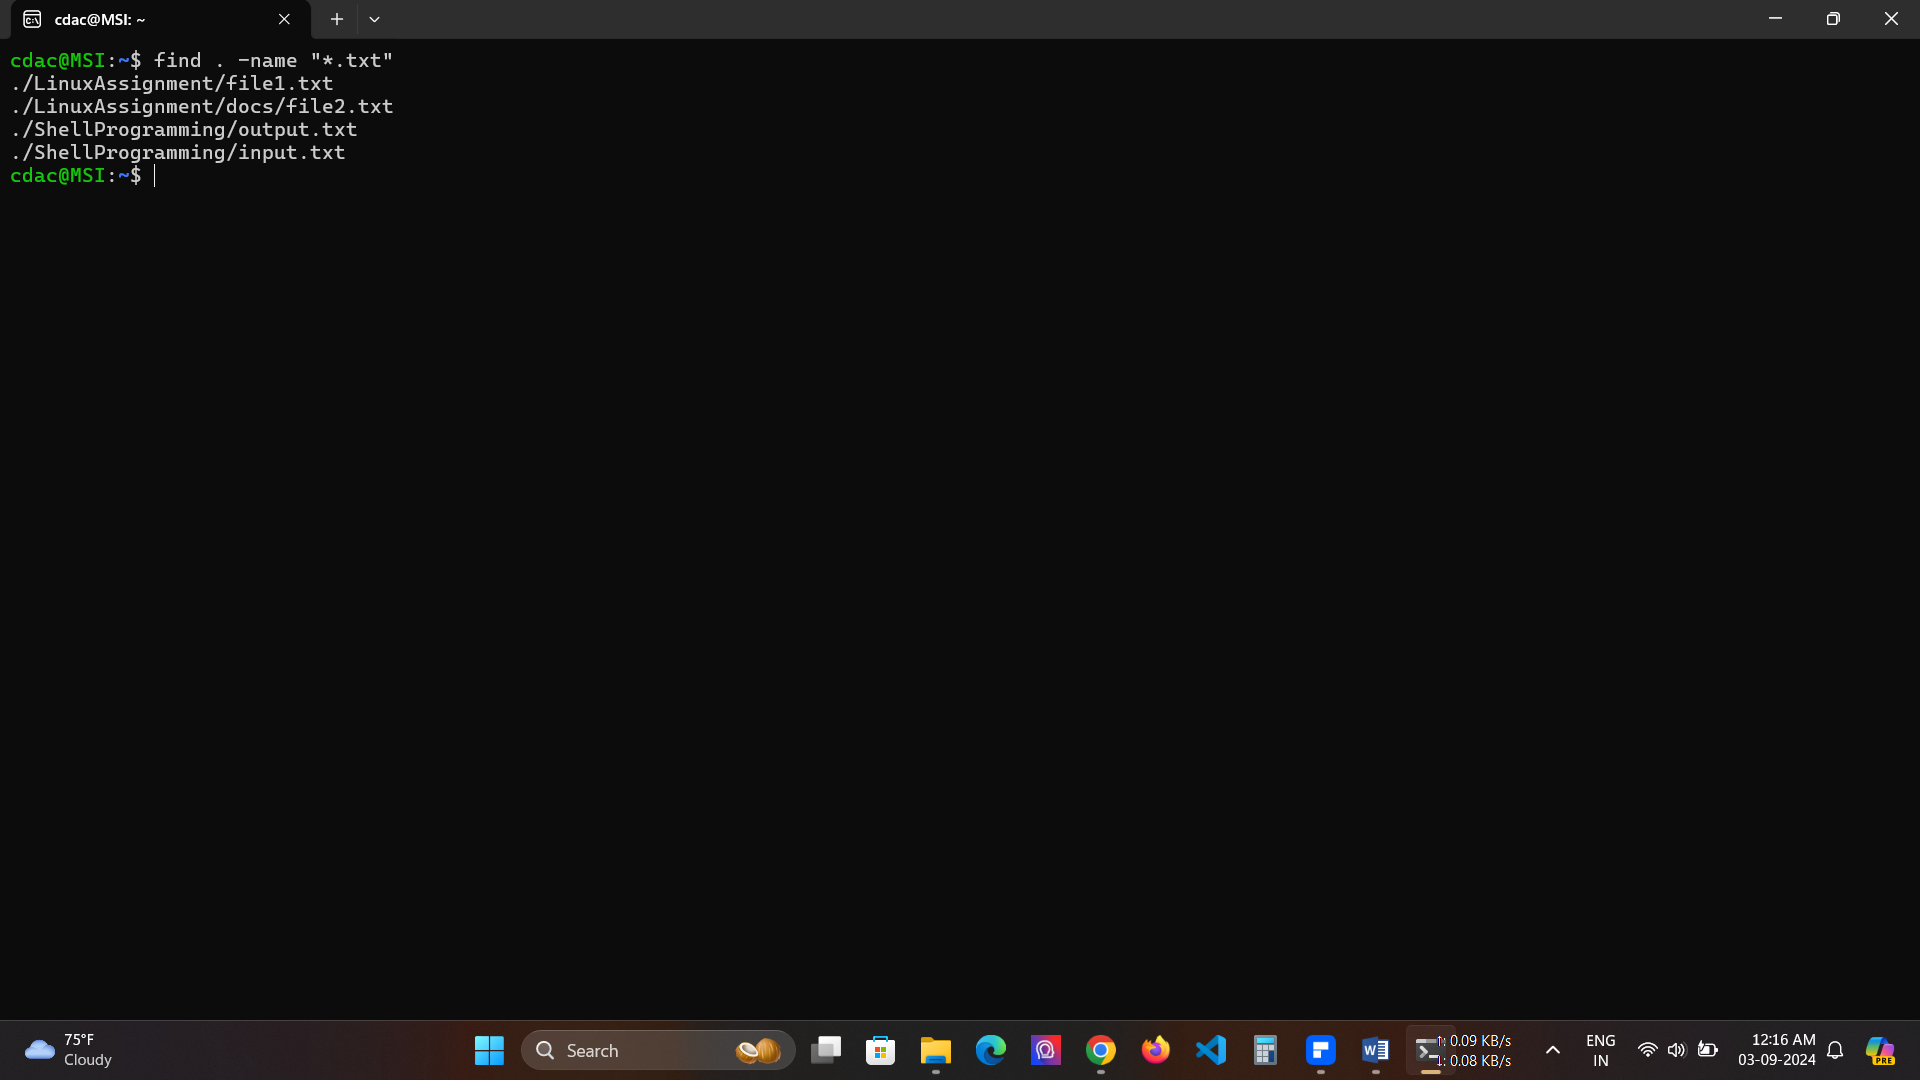 cdac@MSI: ~
cdac@MSI:~$ find . -name "*.txt"
./LinuxAssignment/file1.txt
./LinuxAssignment/docs/file2.txt
./ShellProgramming/output.txt
./ShellProgramming/input.txt
cdac@MSI:~$
75°F
Cloudy
Search
↑: 0.09 KB/s
↓: 0.08 KB/s
ENG
IN
12:16 AM
03-09-2024
PRE